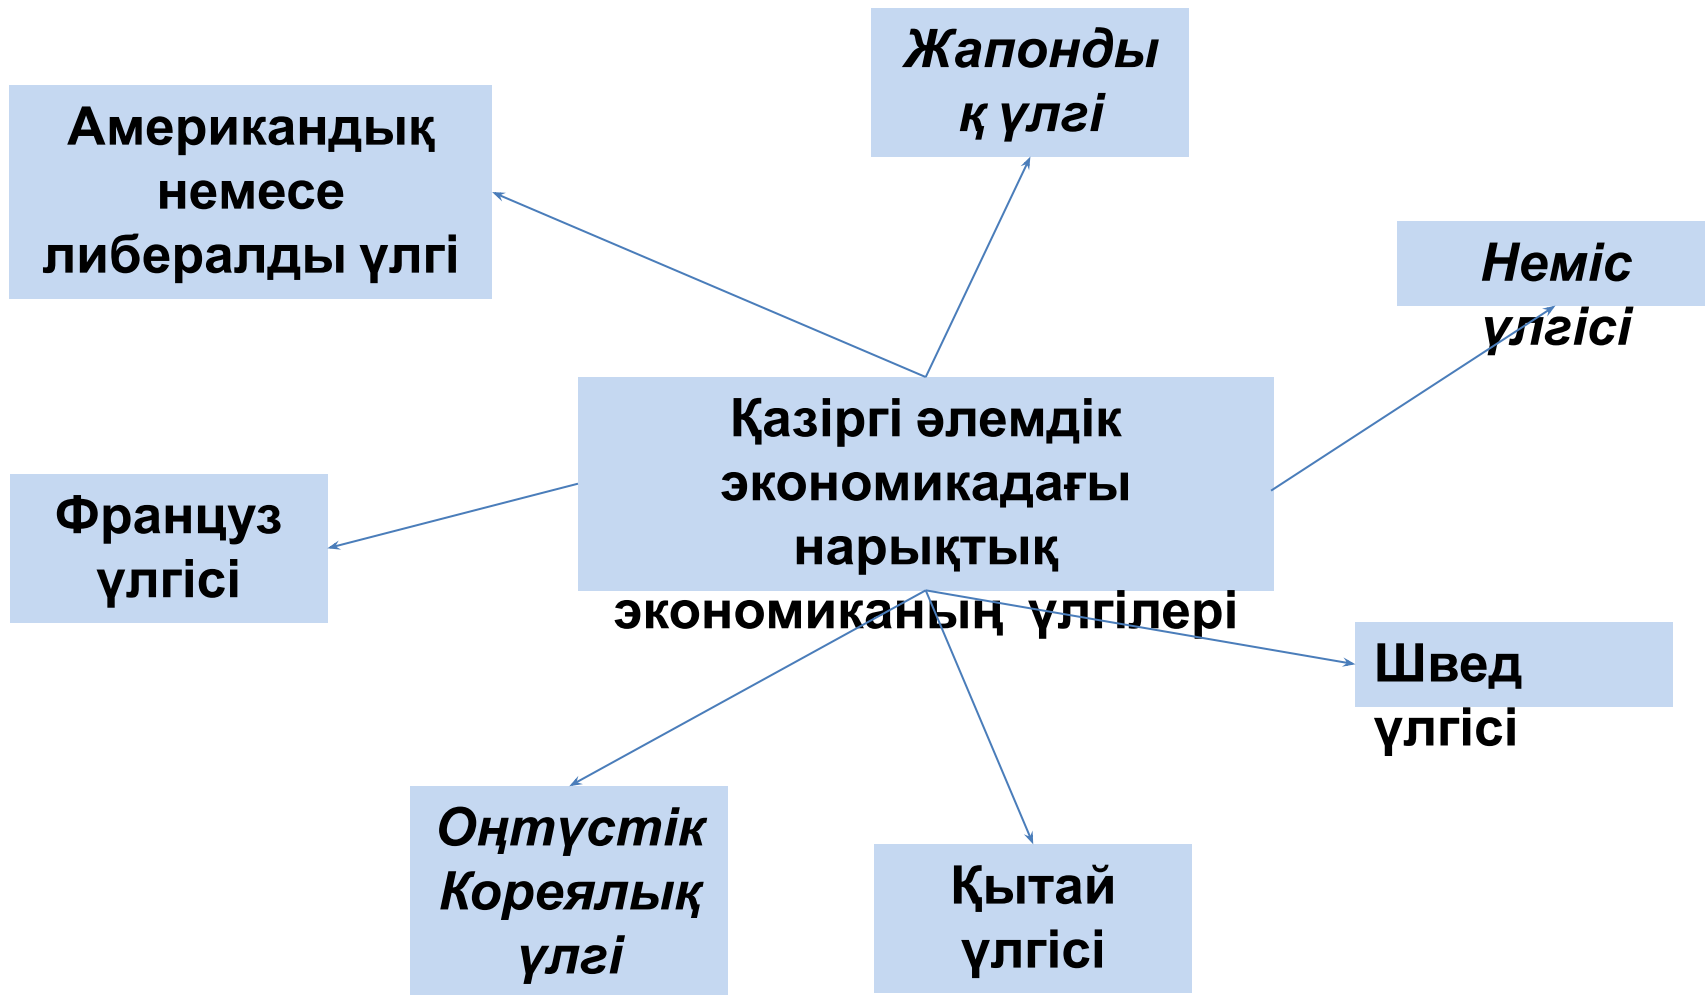 Жапонды
қ үлгі
Американдық
немесе
либералды үлгі
Неміс
үлгісі
Қазіргі әлемдік
экономикадағы
нарықтық
экономиканың үлгілері
Француз
үлгісі
Швед
үлгісі
Оңтүстік
Кореялық
үлгі
Қытай
үлгісі